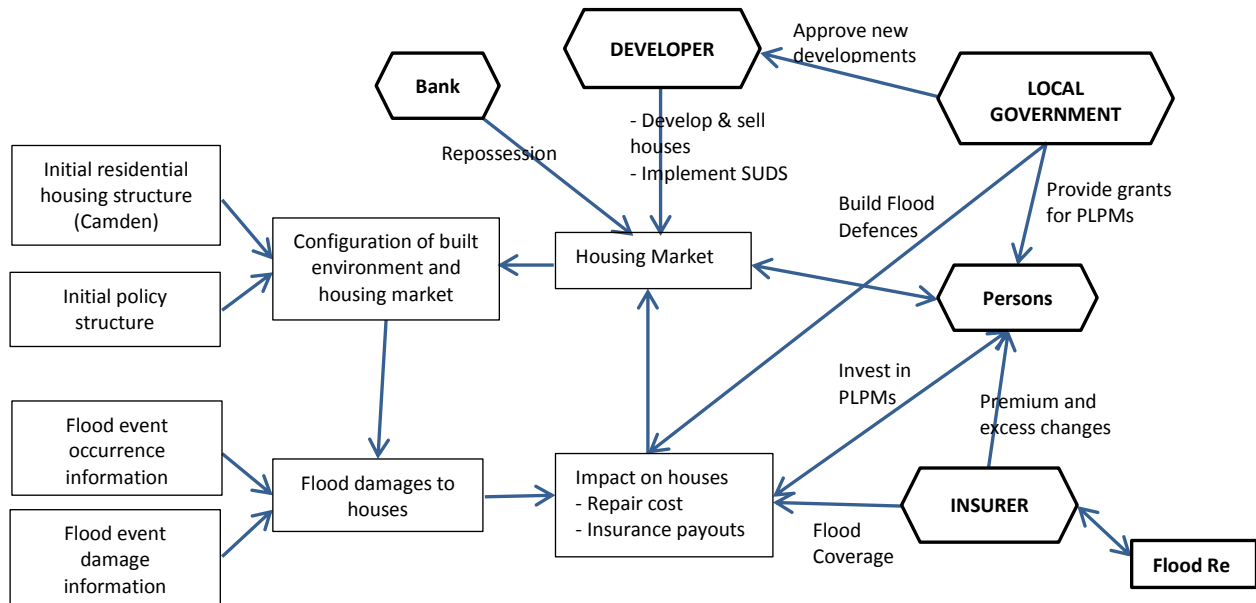 DEVELOPER
Approve new
developments
Bank
LOCAL
GOVERNMENT
- Develop & sell
houses
- Implement SUDS
Repossession
Initial residential
housing structure
(Camden)
Provide grants
for PLPMs
Build Flood
Defences
Configuration of built
environment and
housing market
Housing Market
Initial policy
structure
Persons
Invest in
PLPMs
Premium and
excess changes
Flood event
occurrence
information
Flood damages to
houses
Impact on houses
- Repair cost
- Insurance payouts
INSURER
Flood
Coverage
Flood event
damage
information
Flood Re